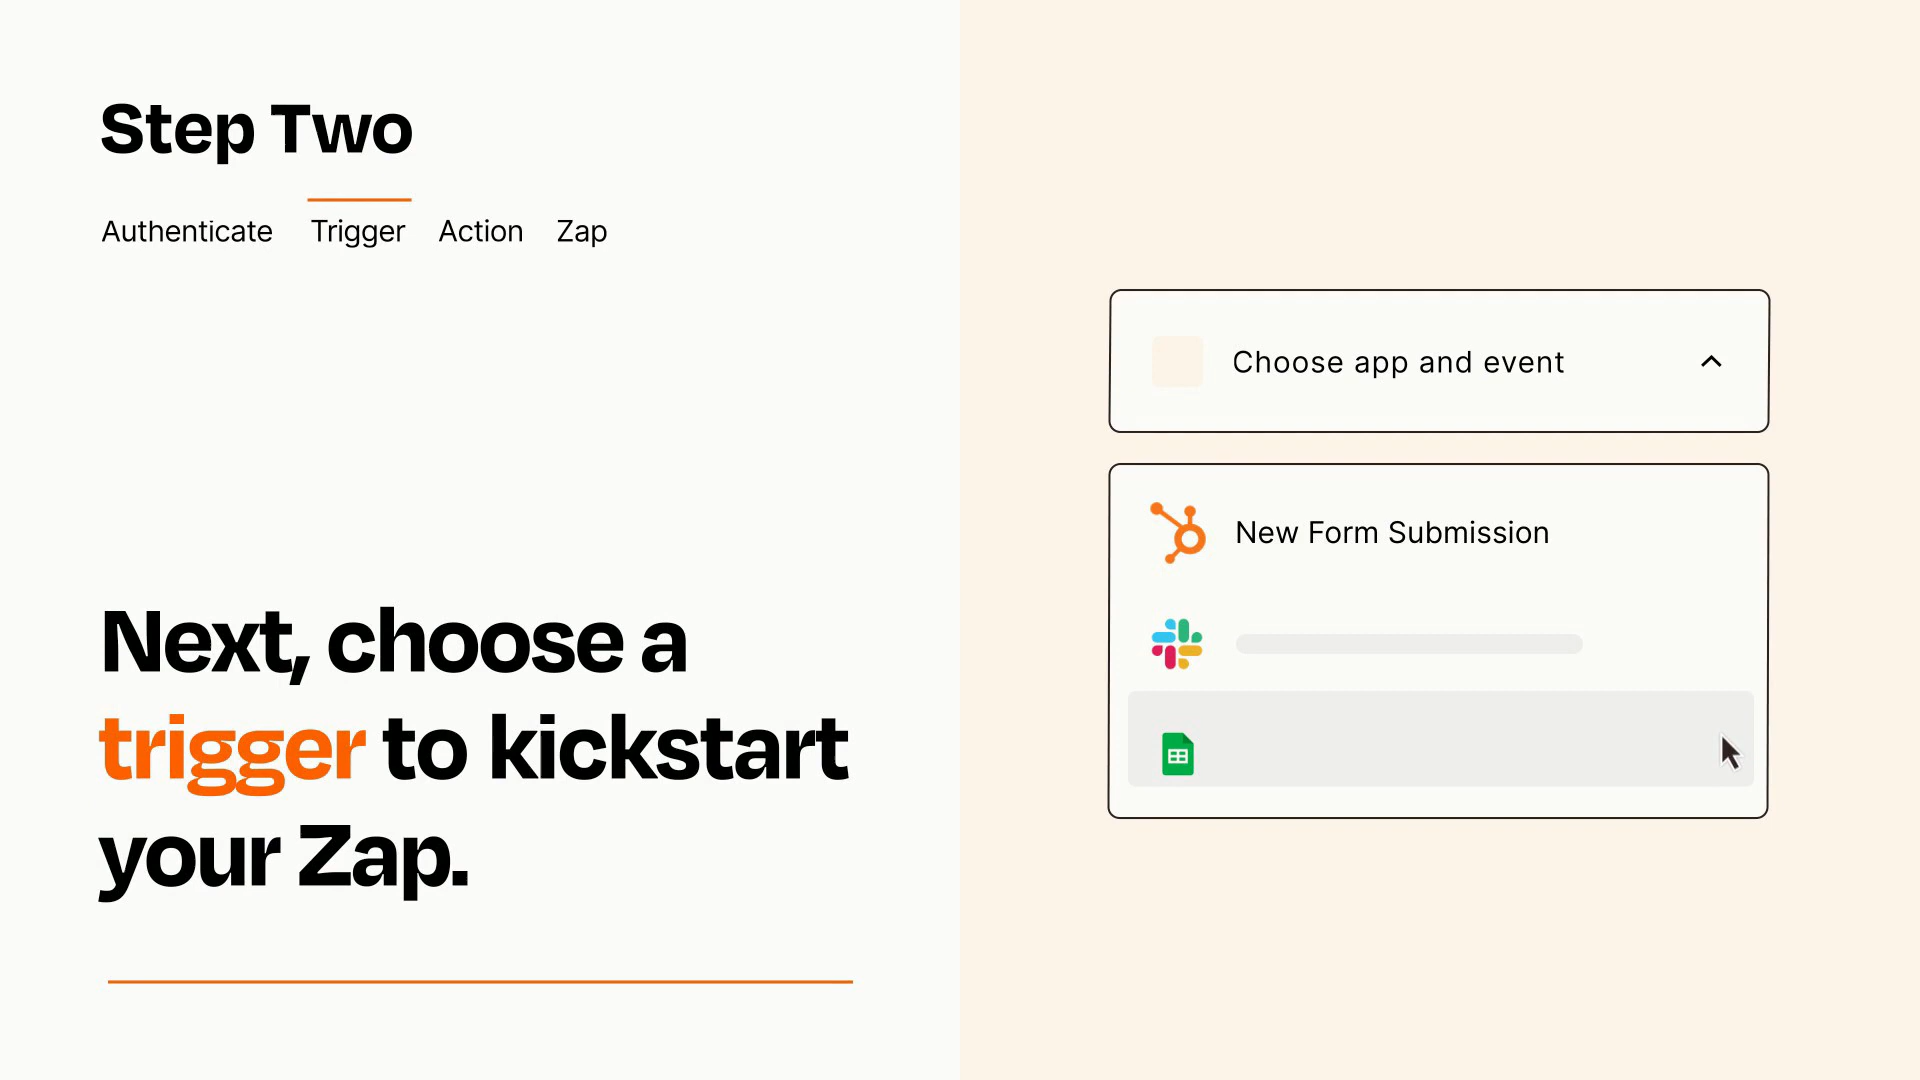 Step Two
Authenticate Trigger Action Zap
Next, choose a
trigger to kickstart
your Zap.
Choose app and event
New Form Submission